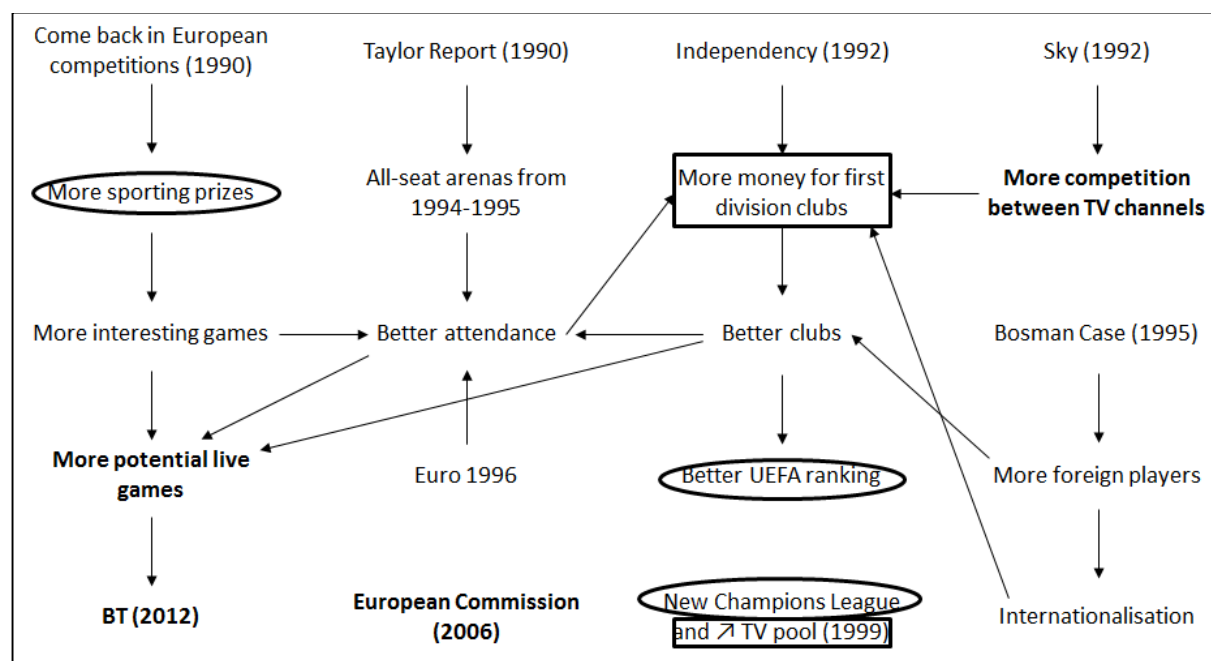 Come back in European
competitions (1990)
Taylor Report (1990)
Independency (1992)
Sky (1992)
More sporting prizes
All-seat arenas from
1994-1995
More money for first
division clubs
More competition
between TV channels
More interesting games
Better attendance
Better clubs
Bosman Case (1995)
More potential live
games
Euro 1996
Better UEFA ranking
More foreign players
BT (2012)
European Commission
(2006)
New Champions League
and ↗ TV pool (1999)
Internationalisation